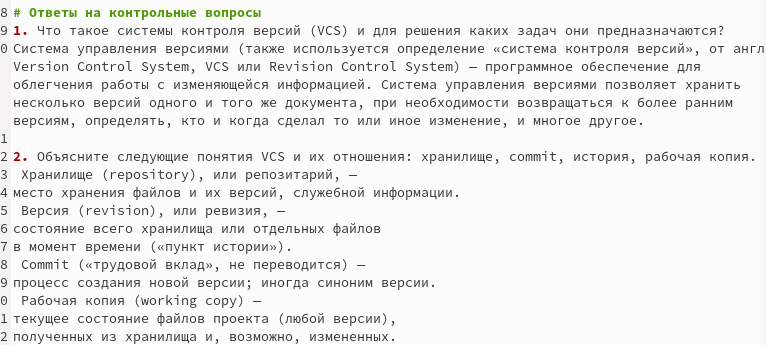 8 # Ответы на контрольные вопросы
9 1. Что такое системы контроля версий (VCS) и для решения каких задач они предназначаются?
0 Система управления версиями (также используется определение «система контроля версий», от англ
Version Control System, VCS или Revision Control System) — программное обеспечение для
облегчения работы с изменяющейся информацией. Система управления версиями позволяет хранить
несколько версий одного и того же документа, при необходимости возвращаться к более ранним
версиям, определять, кто и когда сделал то или иное изменение, и многое другое.
1
2 2. Объясните следующие понятия VCS и их отношения: хранилище, commit, история, рабочая копия.
3 Хранилище (repository), или репозитарий, —
4 место хранения файлов и их версий, служебной информации.
5 Версия (revision), или ревизия, —
6 состояние всего хранилища или отдельных файлов
7 в момент времени («пункт истории»).
8 Commit («трудовой вклад», не переводится) —
9 процесс создания новой версии; иногда синоним версии.
0 Рабочая копия (working copy) —
1 текущее состояние файлов проекта (любой версии),
2 полученных из хранилища и, возможно, измененных.